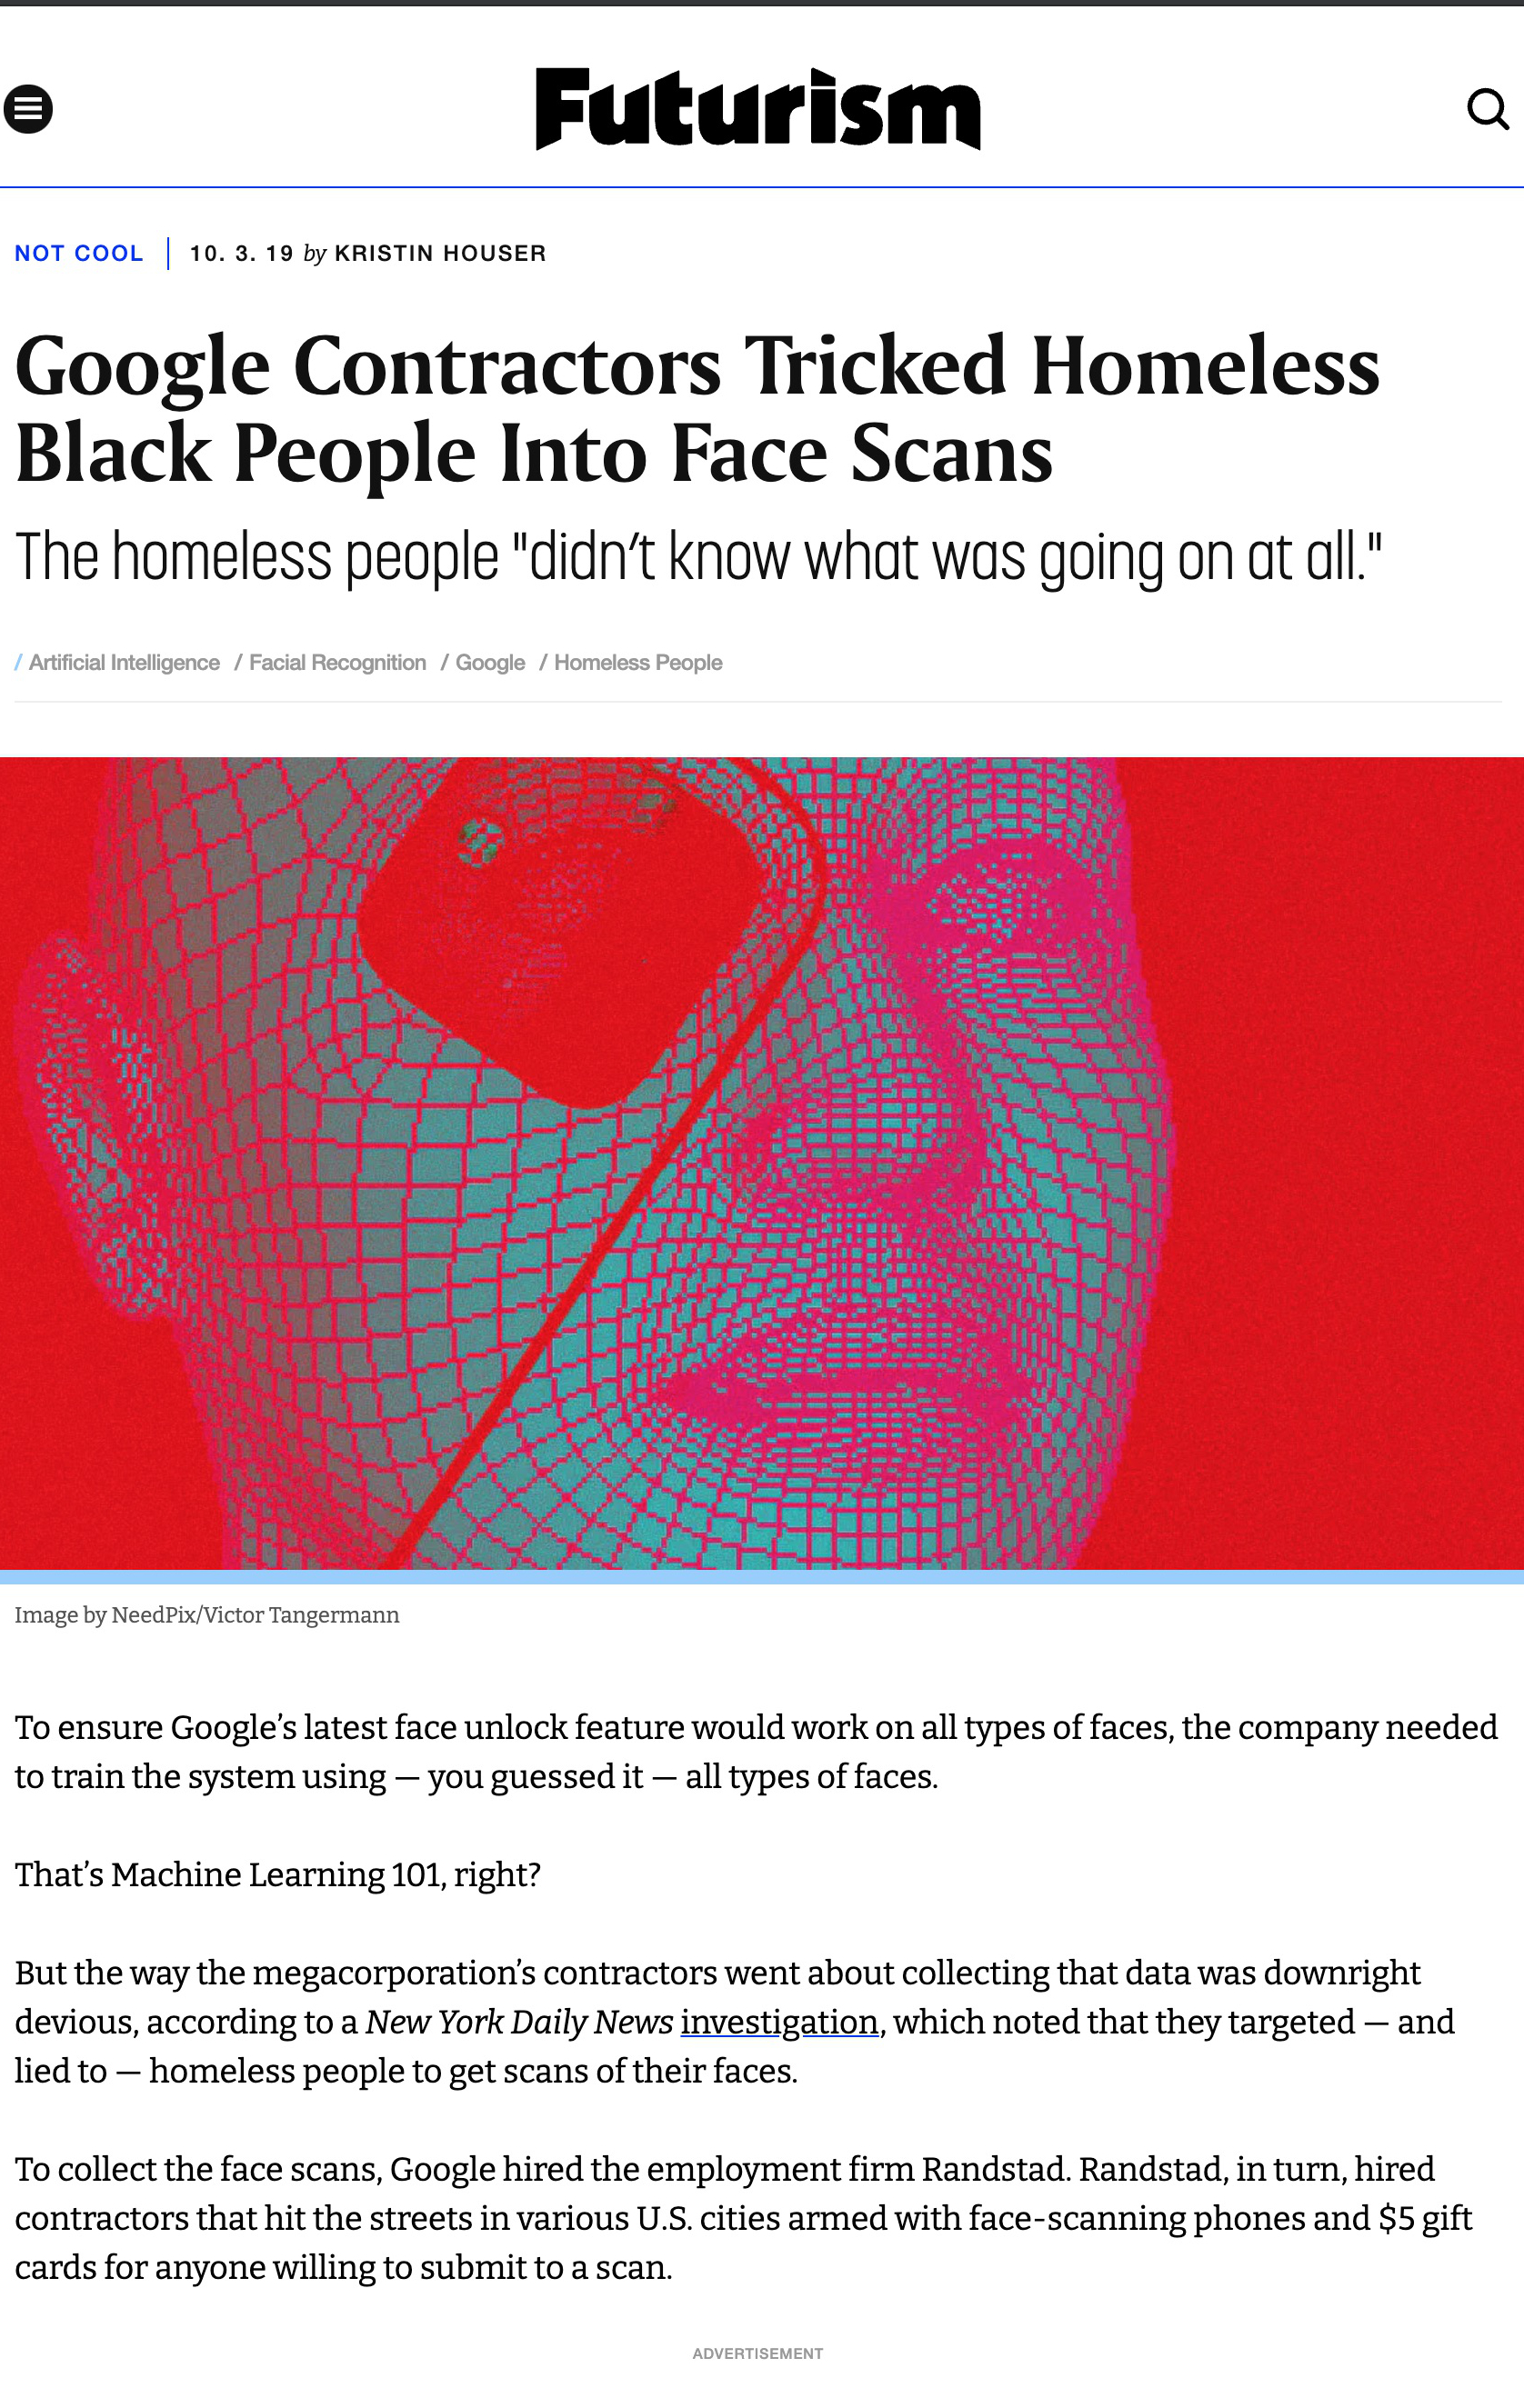 Futurism
NOT COOL
10. 3. 19 by KRISTIN HOUSER
Google Contractors Tricked Homeless
Black People Into Face Scans
The homeless people "didn’t know what was going on at all."
/ Artificial Intelligence / Facial Recognition / Google / Homeless People
Image by NeedPix/Victor Tangermann
To ensure Google’s latest face unlock feature would work on all types of faces, the company needed
to train the system using — you guessed it — all types of faces.
That’s Machine Learning 101, right?
But the way the megacorporation’s contractors went about collecting that data was downright
devious, according to a New York Daily News investigation, which noted that they targeted — and
lied to — homeless people to get scans of their faces.
To collect the face scans, Google hired the employment firm Randstad. Randstad, in turn, hired
contractors that hit the streets in various U.S. cities armed with face-scanning phones and $5 gift
cards for anyone willing to submit to a scan.
ADVERTISEMENT